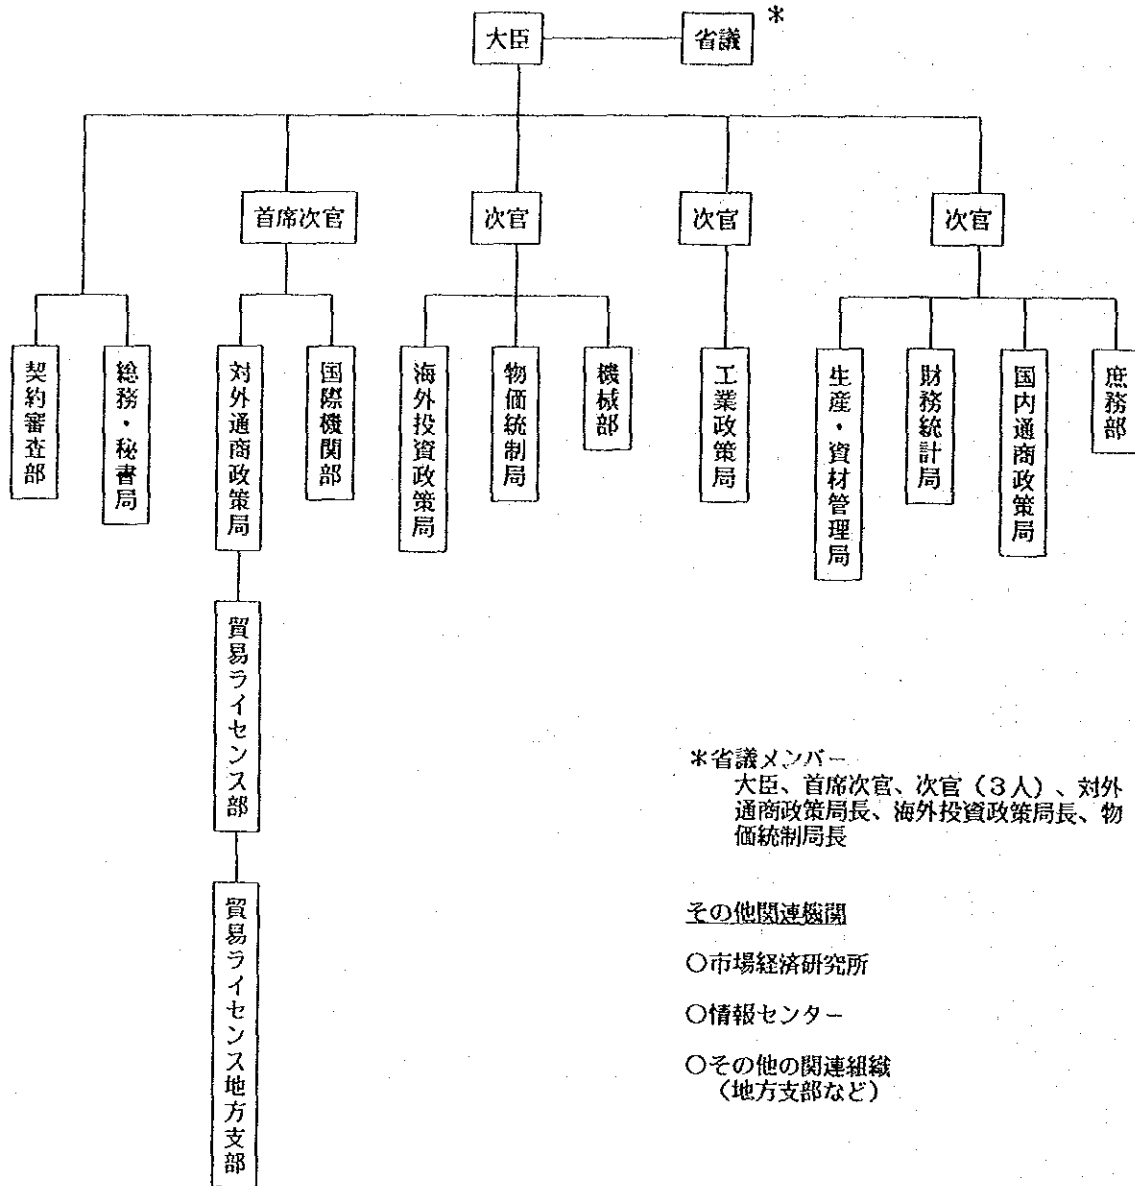 大臣
省議
*
首席次官
次官
次官
次官
契約審査部
総務・秘書局
対外通商政策局
国際機関部
海外投資政策局
物価統制局
機械部
工業政策局
生産・資材管理局
財務統計局
国内通商政策局
庶務部
貿易ライセンス部
貿易ライセンス地方支部
*省議メンバー
大臣、首席次官、次官（3人）、対外
通商政策局長、海外投資政策局長、物
価統制局長
その他関連機関
○市場経済研究所
○情報センター
○その他の関連組織
（地方支部など）